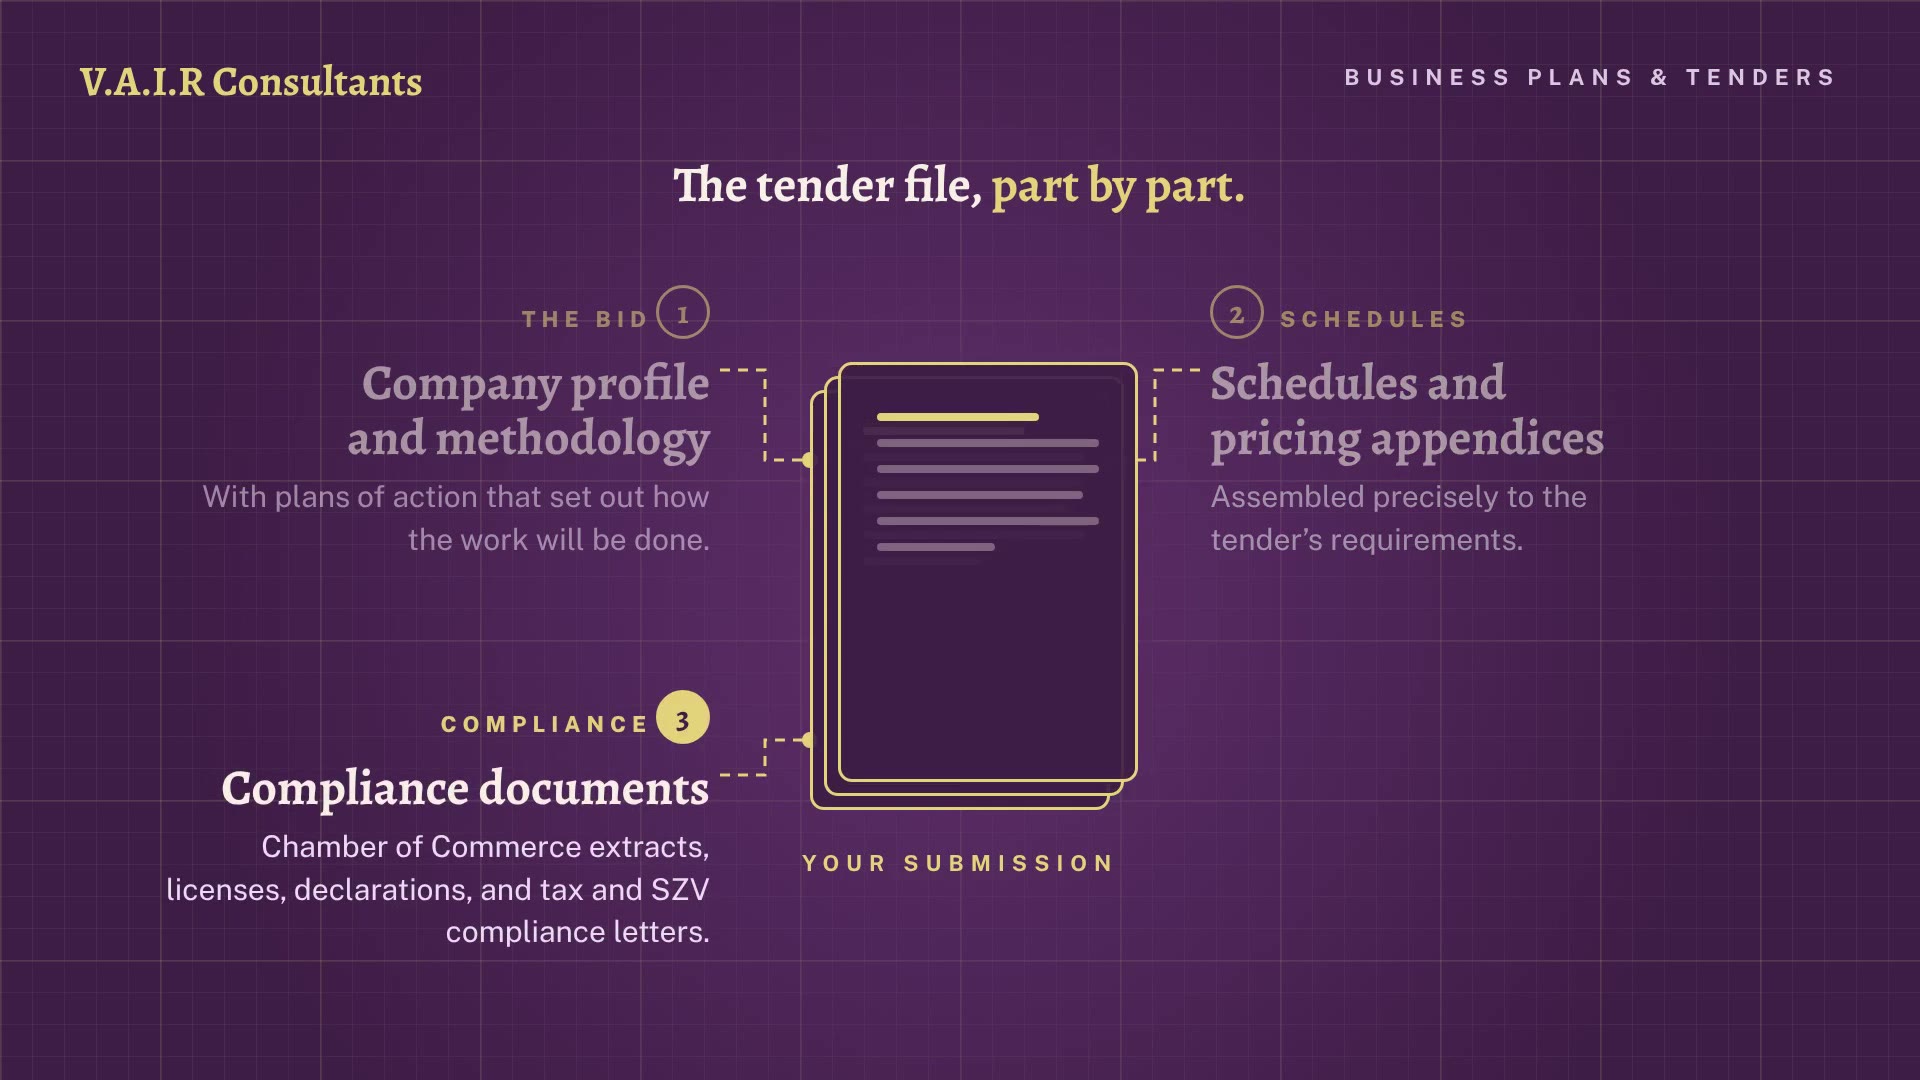 V.A.I.R Consultants
BUSINESS PLANS & TENDERS
The tender file, part by part.
THE BID 1
Company profile
and methodology
With plans of action that set out how
the work will be done.
2 SCHEDULES
Schedules and
pricing appendices
Assembled precisely to the
tender’s requirements.
COMPLIANCE 3
Compliance documents
Chamber of Commerce extracts,
licenses, declarations, and tax and SZV
compliance letters.
YOUR SUBMISSION